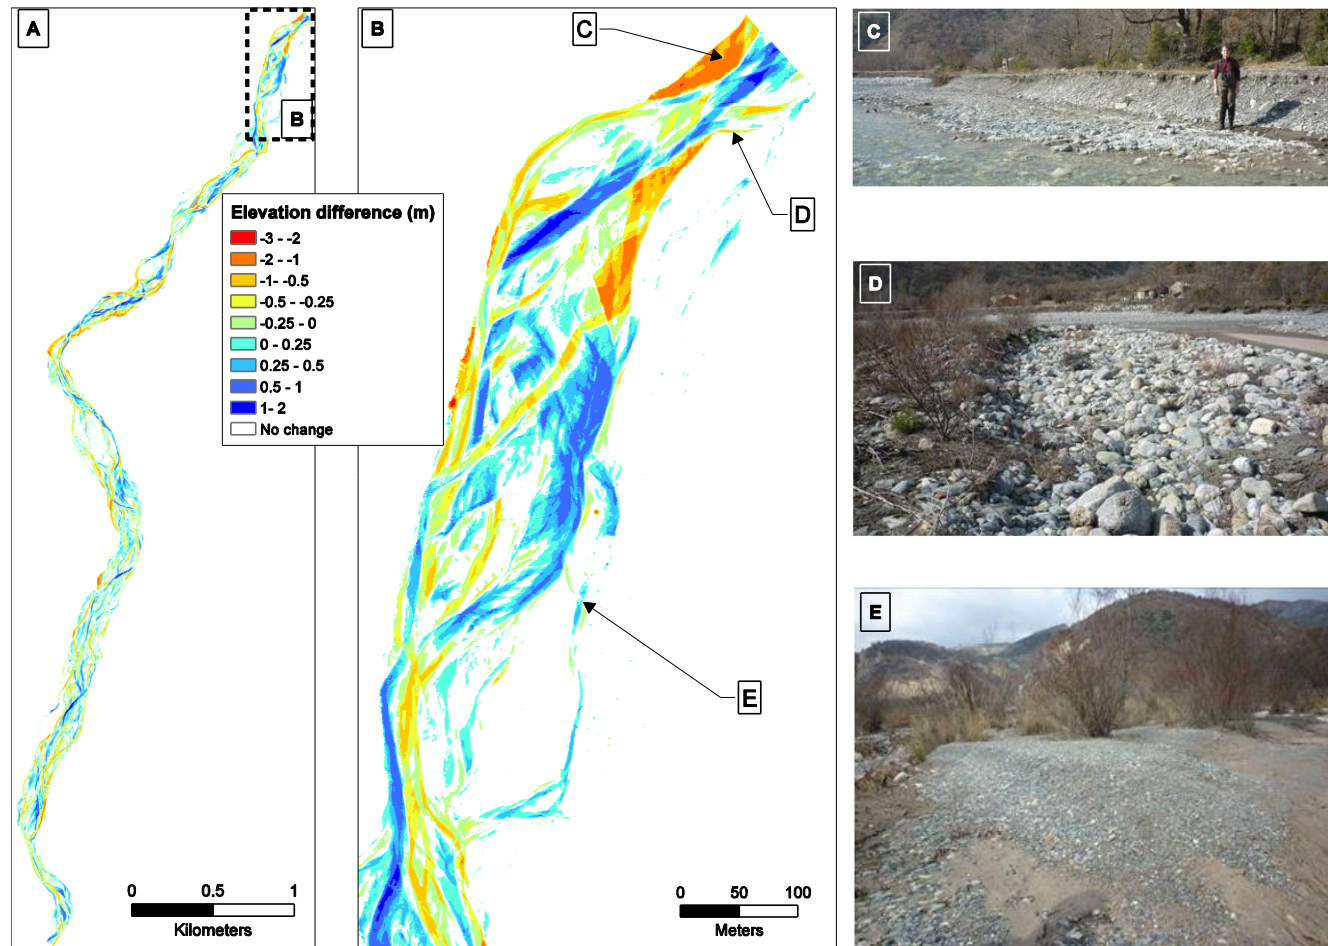 A
B
Elevation difference (m)
-3 - -2
-2 - -1
-1- -0.5
-0.5 - -0.25
-0.25 - 0
0 - 0.25
0.25 - 0.5
0.5 - 1
1- 2
No change
0 0.5 1
Kilometers
B
C
D
E
0 50 100
Meters
C
D
E